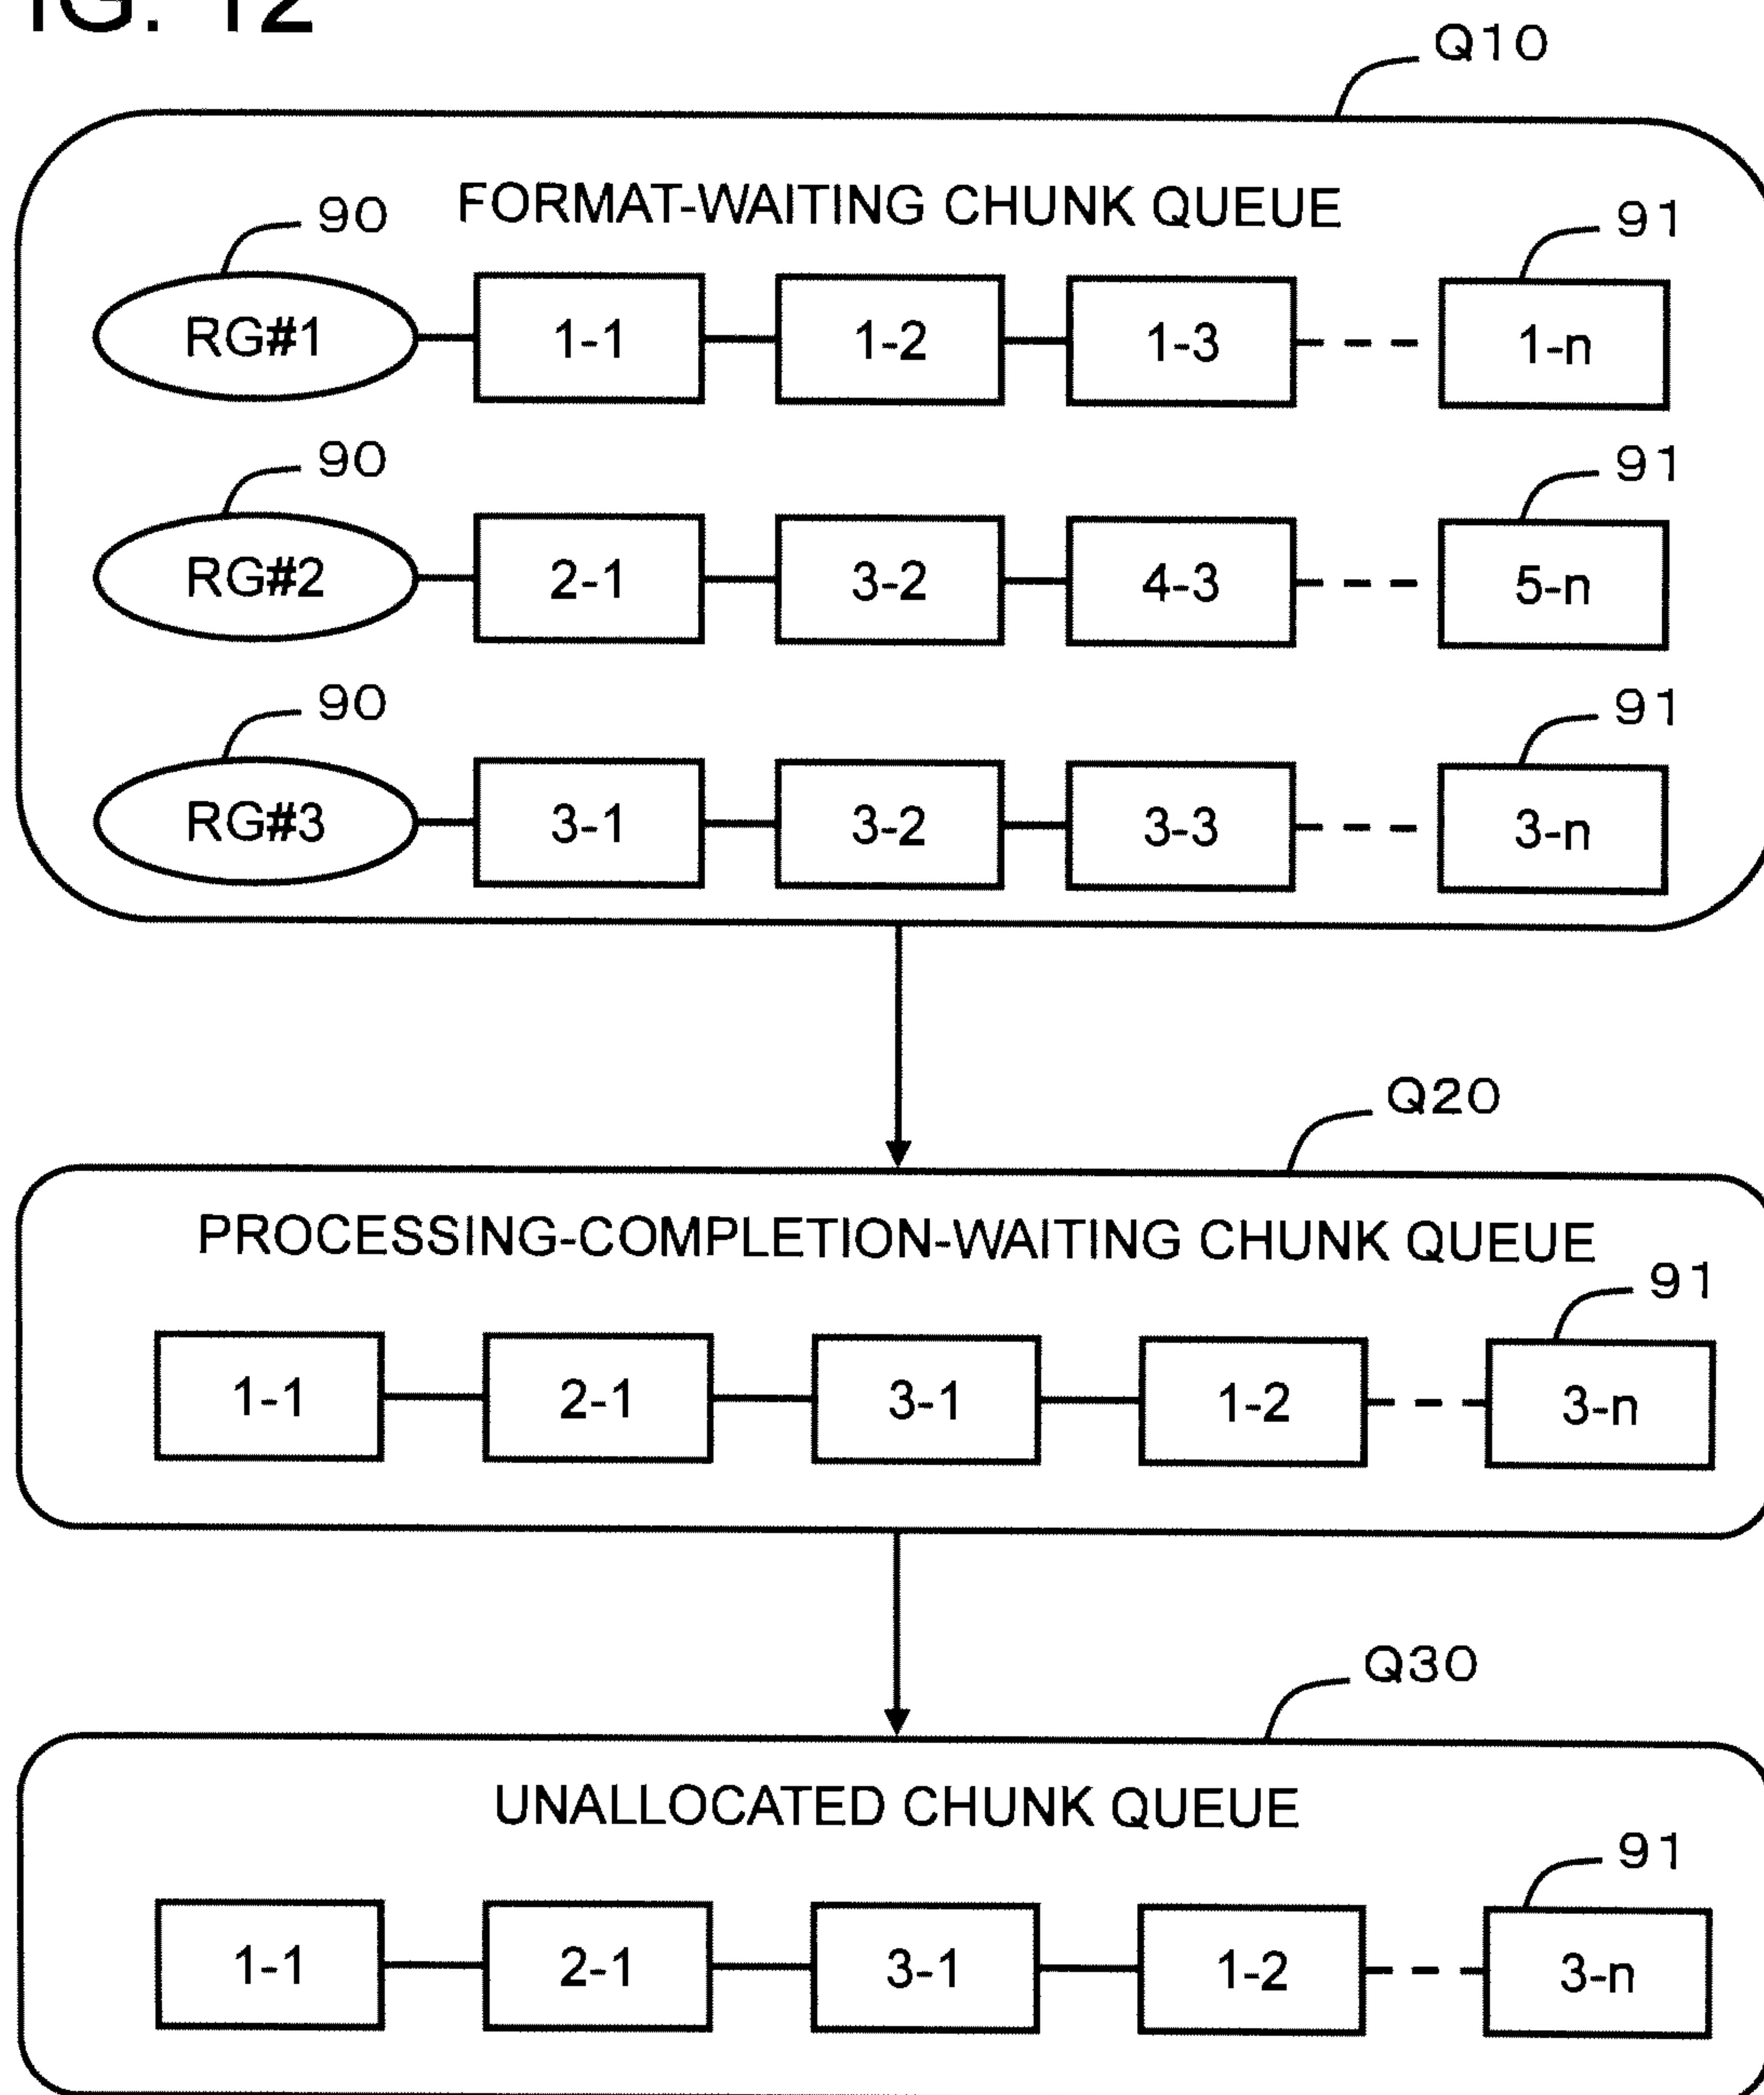 IG. 12
Q10
FORMAT-WAITING CHUNK QUEUE
90 91
RG#1 1-1 1-2 1-3 1-n
90 91
RG#2 2-1 3-2 4-3 5-n
90 91
RG#3 3-1 3-2 3-3 3-n
Q20
PROCESSING-COMPLETION-WAITING CHUNK QUEUE
91
1-1 2-1 3-1 1-2 3-n
Q30
UNALLOCATED CHUNK QUEUE
91
1-1 2-1 3-1 1-2 3-n